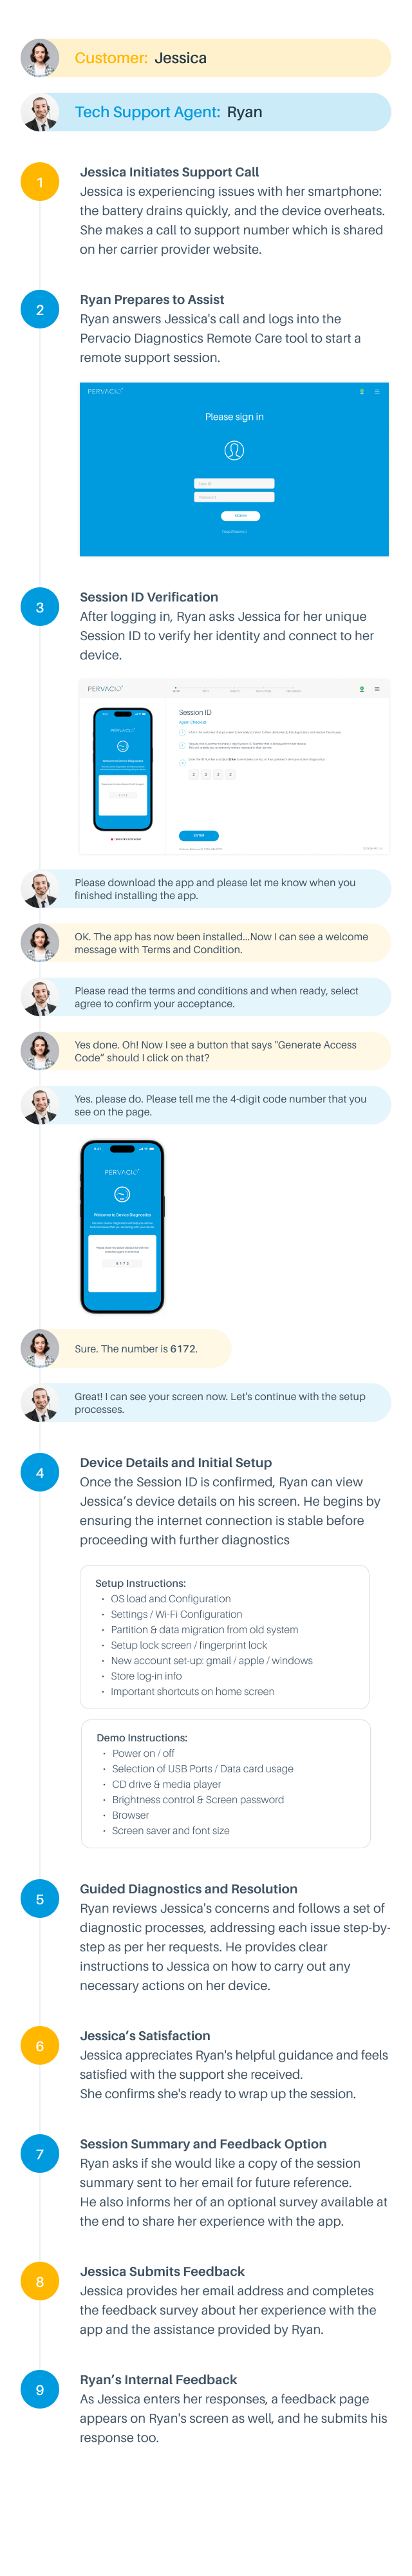 Customer: Jessica
Tech Support Agent: Ryan
1
Jessica Initiates Support Call
Jessica is experiencing issues with her smartphone:
the battery drains quickly, and the device overheats.
She makes a call to support number which is shared
on her carrier provider website.
2
Ryan Prepares to Assist
Ryan answers Jessica's call and logs into the
Pervacio Diagnostics Remote Care tool to start a
remote support session.
PERVACIO
Please sign in
User ID
Password
SIGN IN
3
Session ID Verification
After logging in, Ryan asks Jessica for her unique
Session ID to verify her identity and connect to her
device.
PERVACIO
Session ID
PERVACIO
Welcome to Device Diagnostics
2 2 2 2
ENTER
Please download the app and please let me know when you
finished installing the app.
OK. The app has now been installed...Now I can see a welcome
message with Terms and Condition.
Please read the terms and conditions and when ready, select
agree to confirm your acceptance.
Yes done. Oh! Now I see a button that says "Generate Access
Code” should I click on that?
Yes. please do. Please tell me the 4-digit code number that you
see on the page.
9:41
PERVACIO
Welcome to Device Diagnostics
6 1 7 2
Sure. The number is 6172.
Great! I can see your screen now. Let's continue with the setup
processes.
4
Device Details and Initial Setup
Once the Session ID is confirmed, Ryan can view
Jessica’s device details on his screen. He begins by
ensuring the internet connection is stable before
proceeding with further diagnostics
Setup Instructions:
• OS load and Configuration
• Settings / Wi-Fi Configuration
• Partition & data migration from old system
• Setup lock screen / fingerprint lock
• New account set-up: gmail / apple / windows
• Store log-in info
• Important shortcuts on home screen
Demo Instructions:
• Power on / off
• Selection of USB Ports / Data card usage
• CD drive & media player
• Brightness control & Screen password
• Browser
• Screen saver and font size
5
Guided Diagnostics and Resolution
Ryan reviews Jessica's concerns and follows a set of
diagnostic processes, addressing each issue step-by-
step as per her requests. He provides clear
instructions to Jessica on how to carry out any
necessary actions on her device.
6
Jessica’s Satisfaction
Jessica appreciates Ryan's helpful guidance and feels
satisfied with the support she received.
She confirms she's ready to wrap up the session.
7
Session Summary and Feedback Option
Ryan asks if she would like a copy of the session
summary sent to her email for future reference.
He also informs her of an optional survey available at
the end to share her experience with the app.
8
Jessica Submits Feedback
Jessica provides her email address and completes
the feedback survey about her experience with the
app and the assistance provided by Ryan.
9
Ryan’s Internal Feedback
As Jessica enters her responses, a feedback page
appears on Ryan's screen as well, and he submits his
response too.